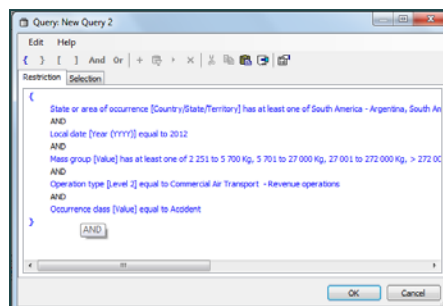 Query: New Query 2
Edit Help
{ } [ ] And Or
Restriction Selection
{
State or area of occurrence [Country/State/Territory] has at least one of South America - Argentina, South Am
AND
Local date [Year (YYYY)] equal to 2012
AND
Mass group [Value] has at least one of 2 251 to 5 700 Kg, 5 701 to 27 000 Kg, 27 001 to 272 000 Kg, > 272 00
AND
Operation type [Level 2] equal to Commercial Air Transport - Revenue operations
AND
Occurrence class [Value] equal to Accident
}
AND
OK Cancel